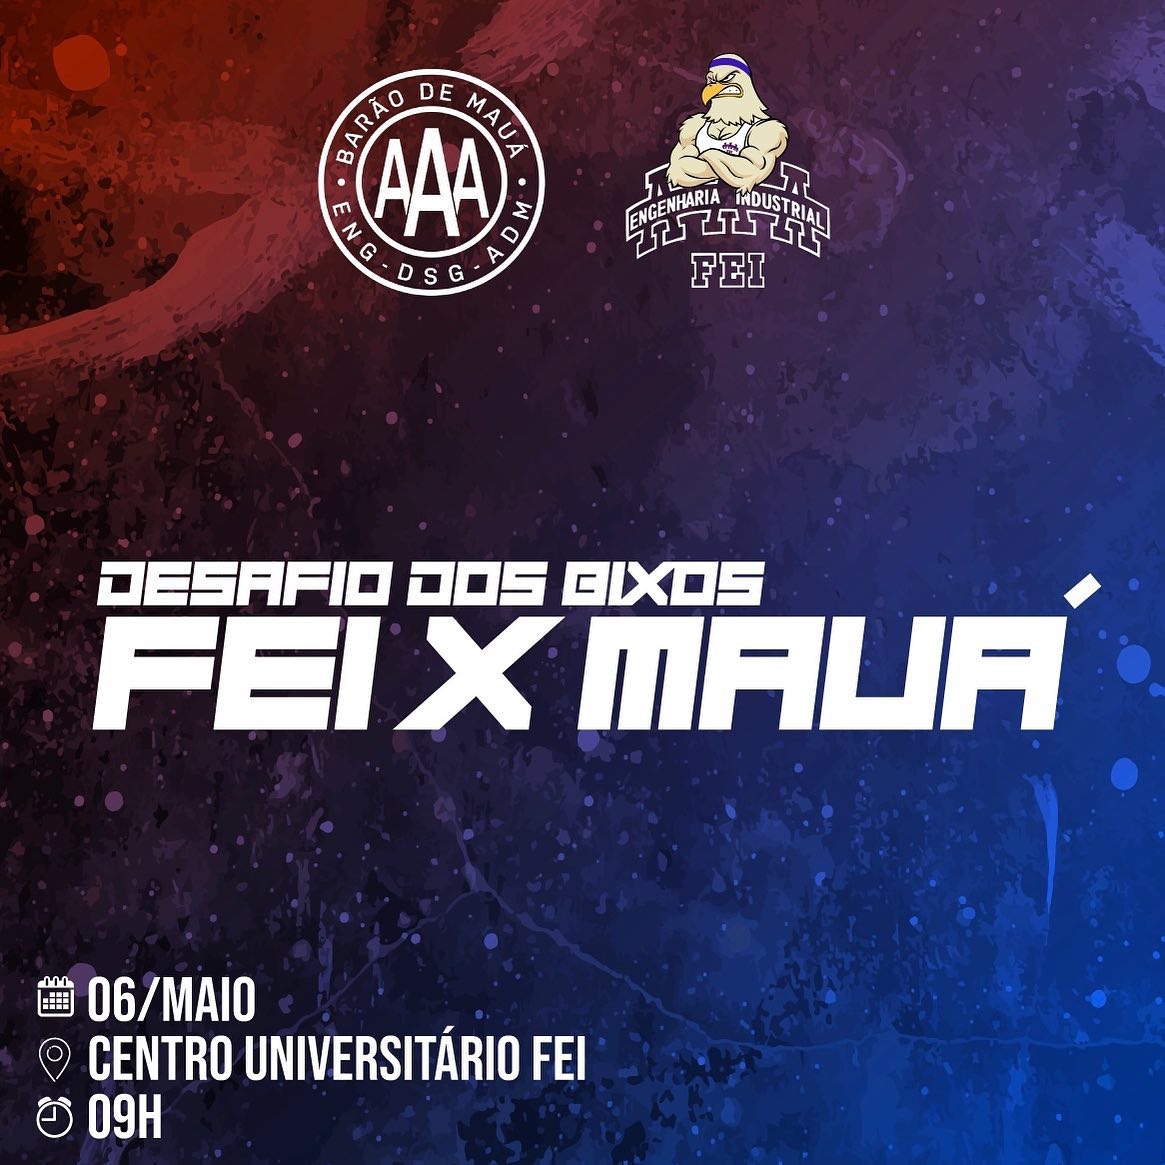 BARÃO DE MAUÁ
AAA
ENG-DSG-ADM
AAA
ENGENHARIA INDUSTRIAL
FEI
DESAFIO DOS BIXOS
FEI X MAUÁ
06/MAIO
CENTRO UNIVERSITÁRIO FEI
09H